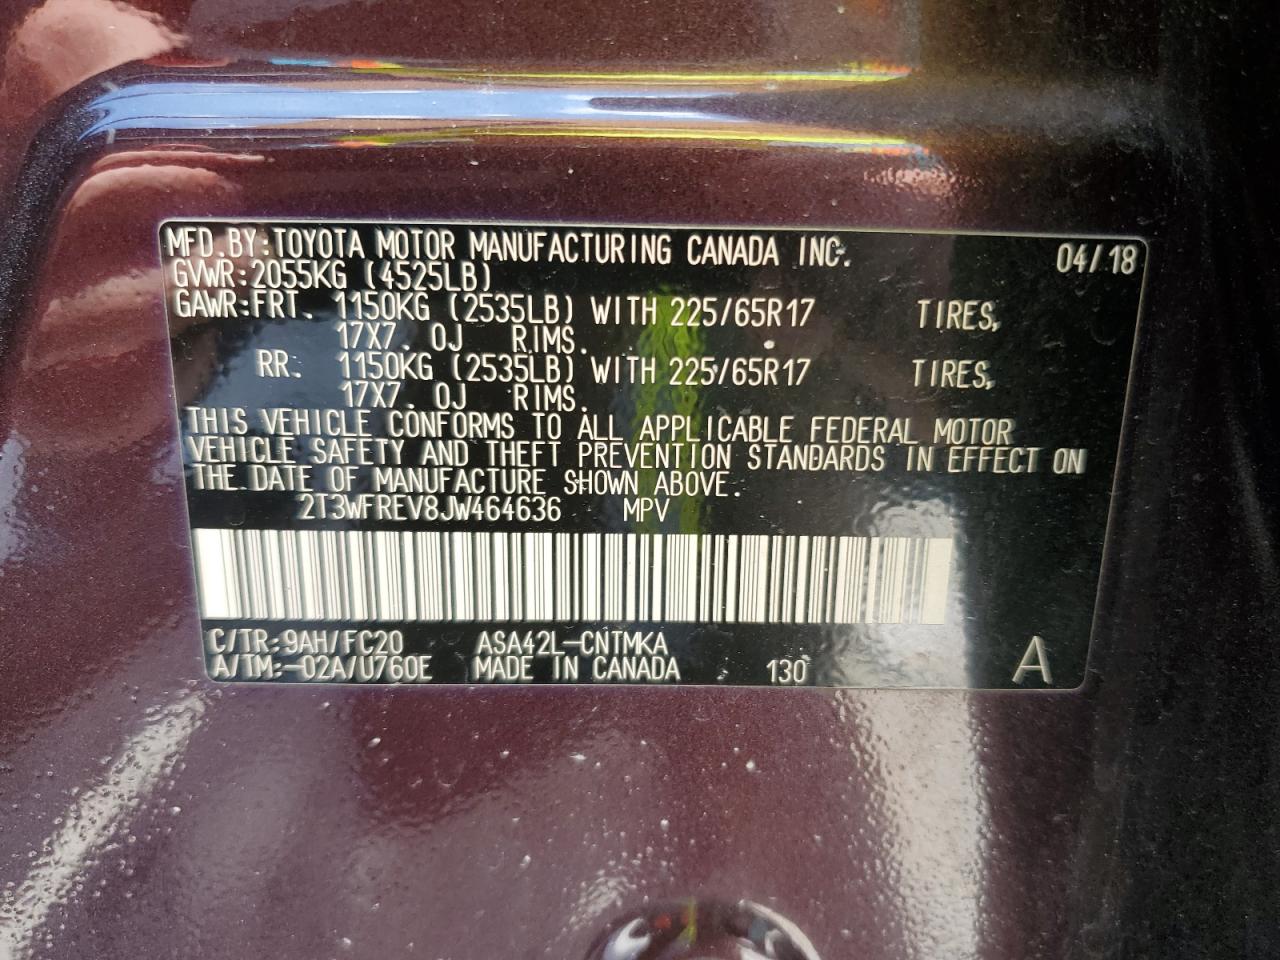 MFD.BY:TOYOTA MOTOR MANUFACTURING CANADA INC. 04/18
GVWR:2055KG (4525LB)
GAWR:FRT. 1150KG (2535LB) WITH 225/65R17 TIRES,
17X7.0J RIMS.
RR: 1150KG (2535LB) WITH 225/65R17 TIRES,
17X7.0J RIMS.
THIS VEHICLE CONFORMS TO ALL APPLICABLE FEDERAL MOTOR
VEHICLE SAFETY AND THEFT PREVENTION STANDARDS IN EFFECT ON
THE DATE OF MANUFACTURE SHOWN ABOVE.
2T3WFREV8JW464636 MPV
C/TR:9AH/FC20 ASA42L-CNTMKA
A/TM:-02A/U760E MADE IN CANADA 130 A